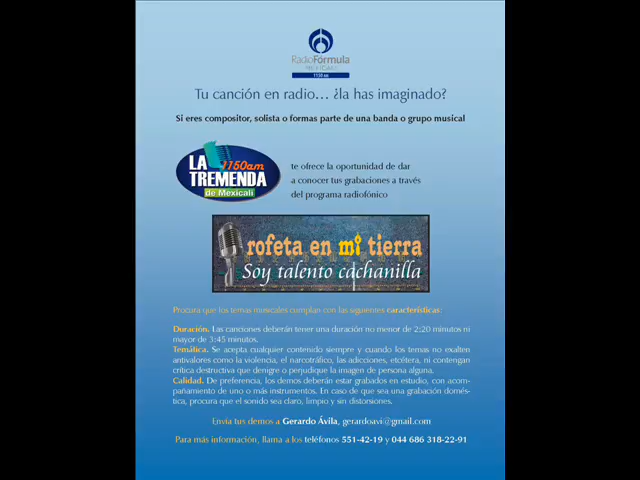 RadioFórmula
MEXICALI
1150 AM
Tu canción en radio… ¿la has imaginado?
Si eres compositor, solista o formas parte de una banda o grupo musical
LA 1150am
TREMENDA
de Mexicali
te ofrece la oportunidad de dar
a conocer tus grabaciones a través
del programa radiofónico
rofeta en mi tierra
Soy talento cachanilla
Procura que los temas musicales cumplan con las siguientes características:
Duración. Las canciones deberán tener una duración no menor de 2:20 minutos ni
mayor de 3:45 minutos.
Temática. Se acepta cualquier contenido siempre y cuando los temas no exalten
antivalores como la violencia, el narcotráfico, las adicciones, etcétera, ni contengan
crítica destructiva que denigre o perjudique la imagen de persona alguna.
Calidad. De preferencia, los demos deberán estar grabados en estudio, con acom-
pañamiento de uno o más instrumentos. En caso de que sea una grabación domés-
tica, procura que el sonido sea claro, limpio y sin distorsiones.
Envía tus demos a Gerardo Ávila, gerardoavi@gmail.com
Para más información, llama a los teléfonos 551-42-19 y 044 686 318-22-91